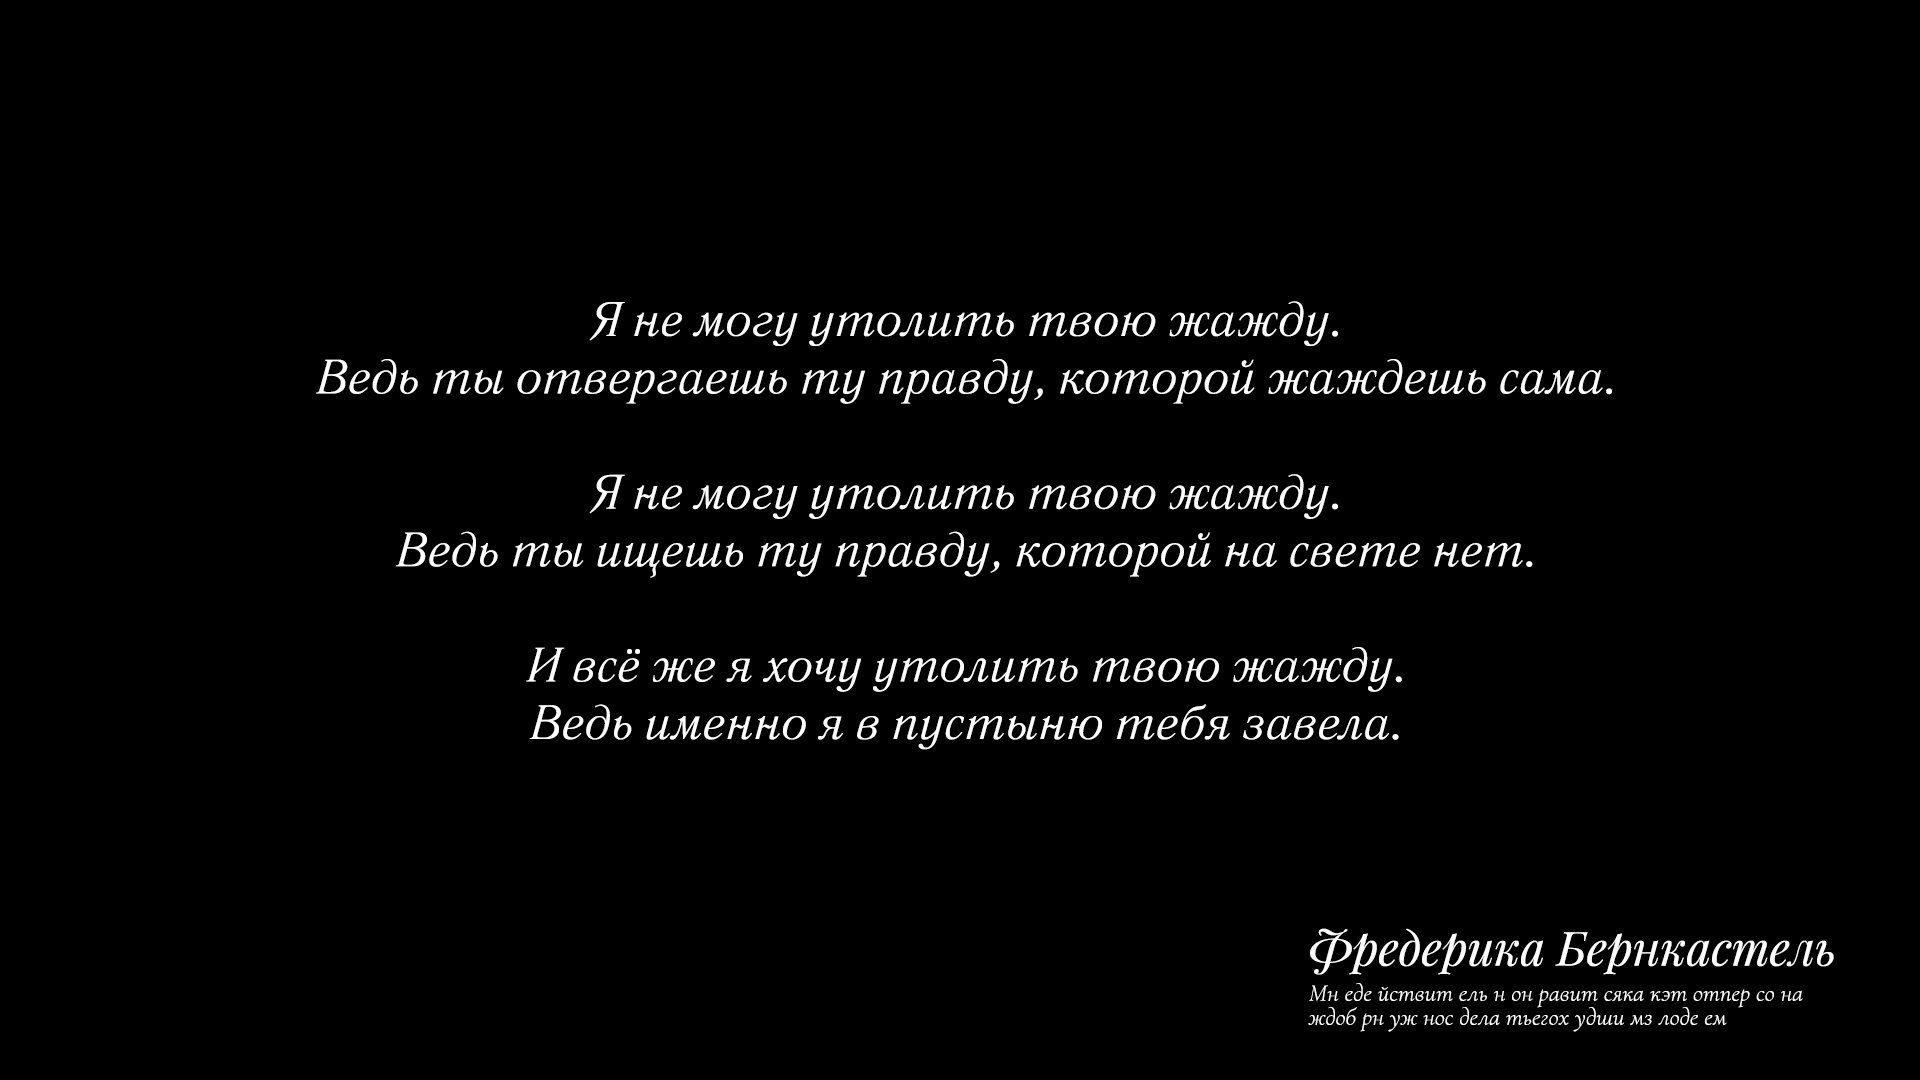 Я не могу утолить твою жажду.
Ведь ты отвергаешь ту правду, которой жаждешь сама.
Я не могу утолить твою жажду.
Ведь ты ищешь ту правду, которой на свете нет.
И всё же я хочу утолить твою жажду.
Ведь именно я в пустыню тебя завела.
Фредерика Бернкастель
Мн еде йствит ель н он равит сяка кэт отпер со на
ждоб рн уж нос дела тьегох удши мз лоде ем